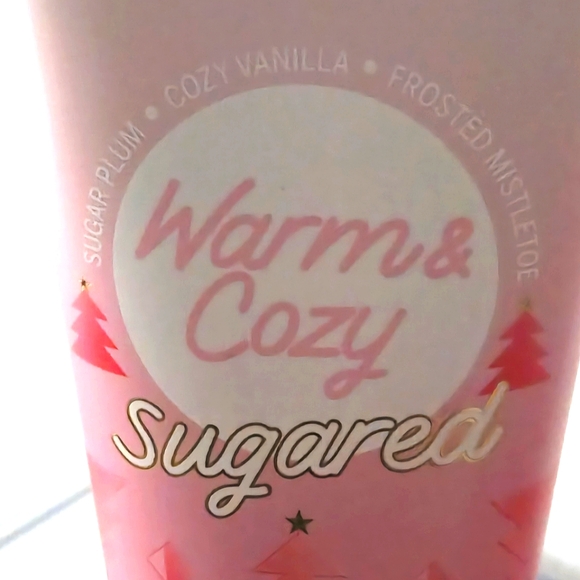 SUGAR PLUM • COZY VANILLA • FROSTED MISTLETOE
Warm &
Cozy
sugared